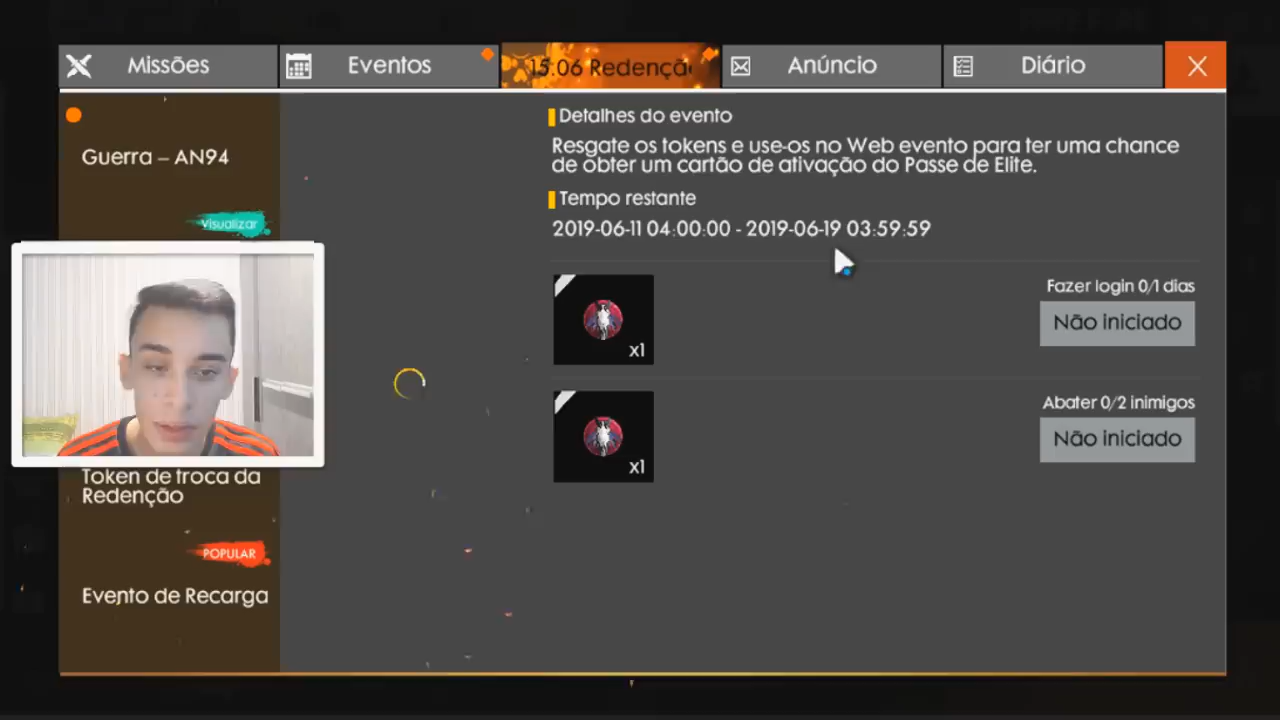 Missões
Eventos
15.06 Redençã
Anúncio
Diário
Guerra – AN94
Visualizar
Token de troca da
Redenção
POPULAR
Evento de Recarga
Detalhes do evento
Resgate os tokens e use-os no Web evento para ter uma chance
de obter um cartão de ativação do Passe de Elite.
Tempo restante
2019-06-11 04:00:00 - 2019-06-19 03:59:59
x1
Fazer login 0/1 dias
Não iniciado
x1
Abater 0/2 inimigos
Não iniciado